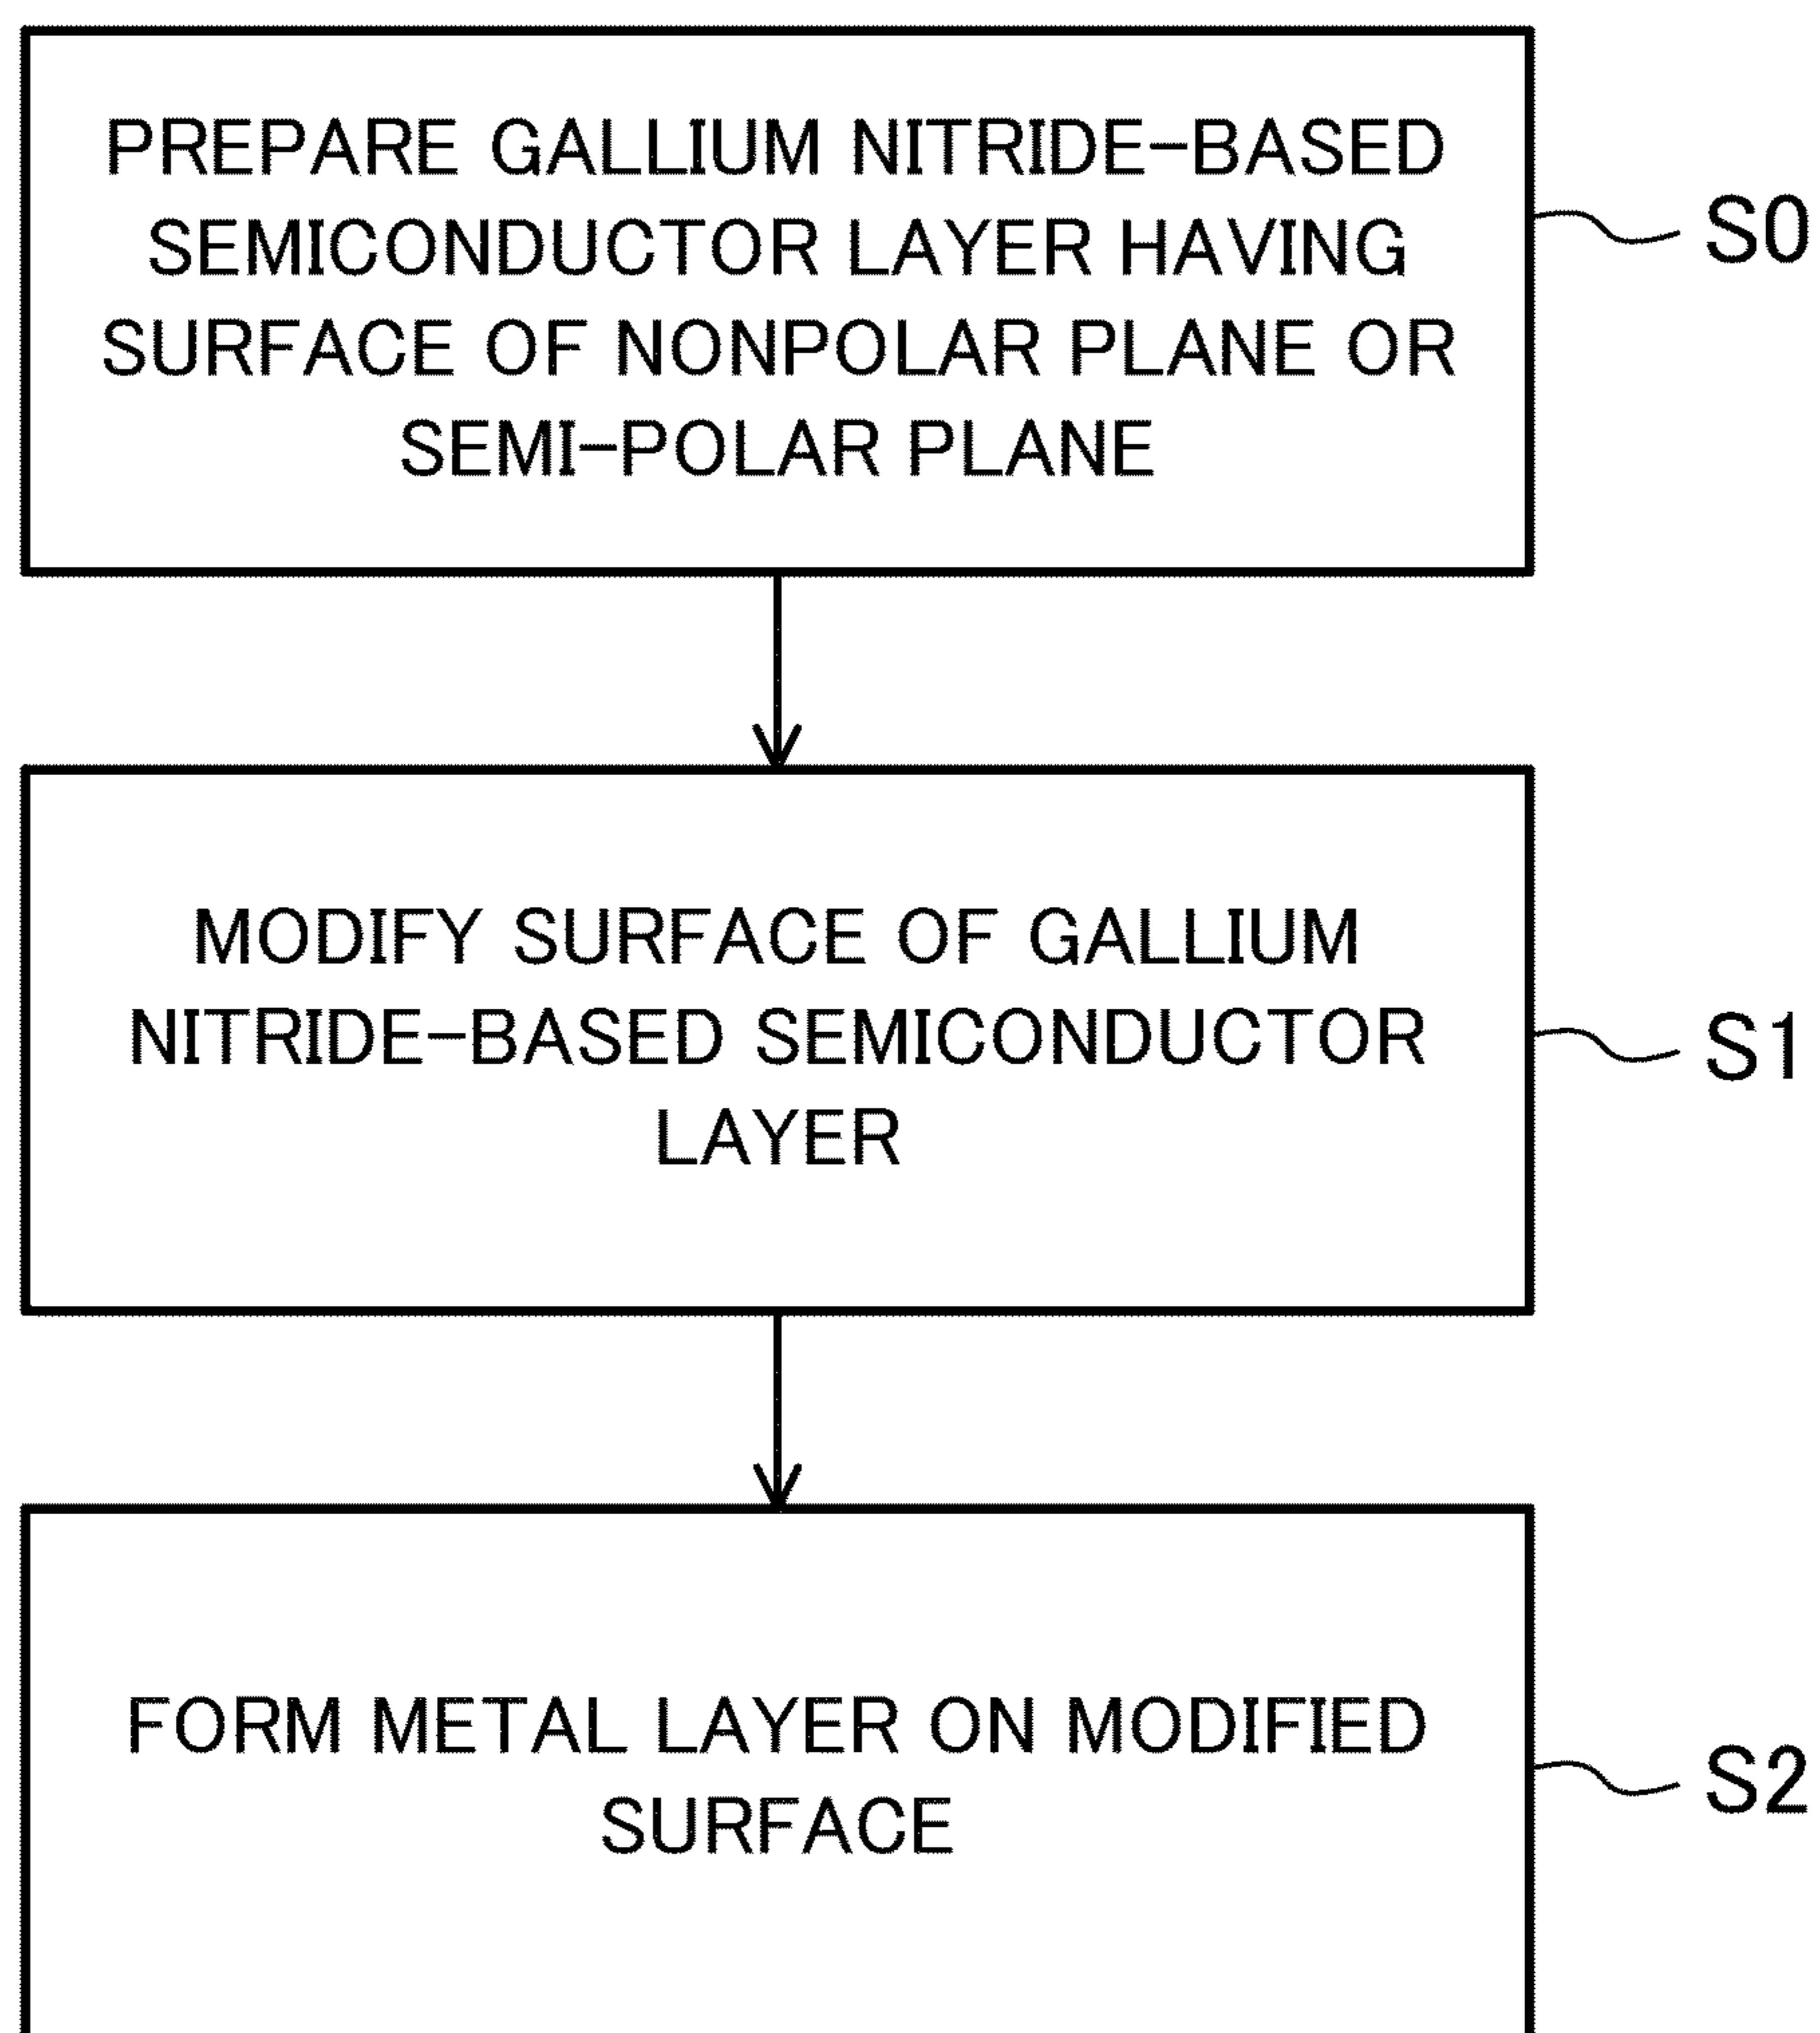 PREPARE GALLIUM NITRIDE-BASED
SEMICONDUCTOR LAYER HAVING
SURFACE OF NONPOLAR PLANE OR
SEMI-POLAR PLANE
S0
MODIFY SURFACE OF GALLIUM
NITRIDE-BASED SEMICONDUCTOR
LAYER
S1
FORM METAL LAYER ON MODIFIED
SURFACE
S2